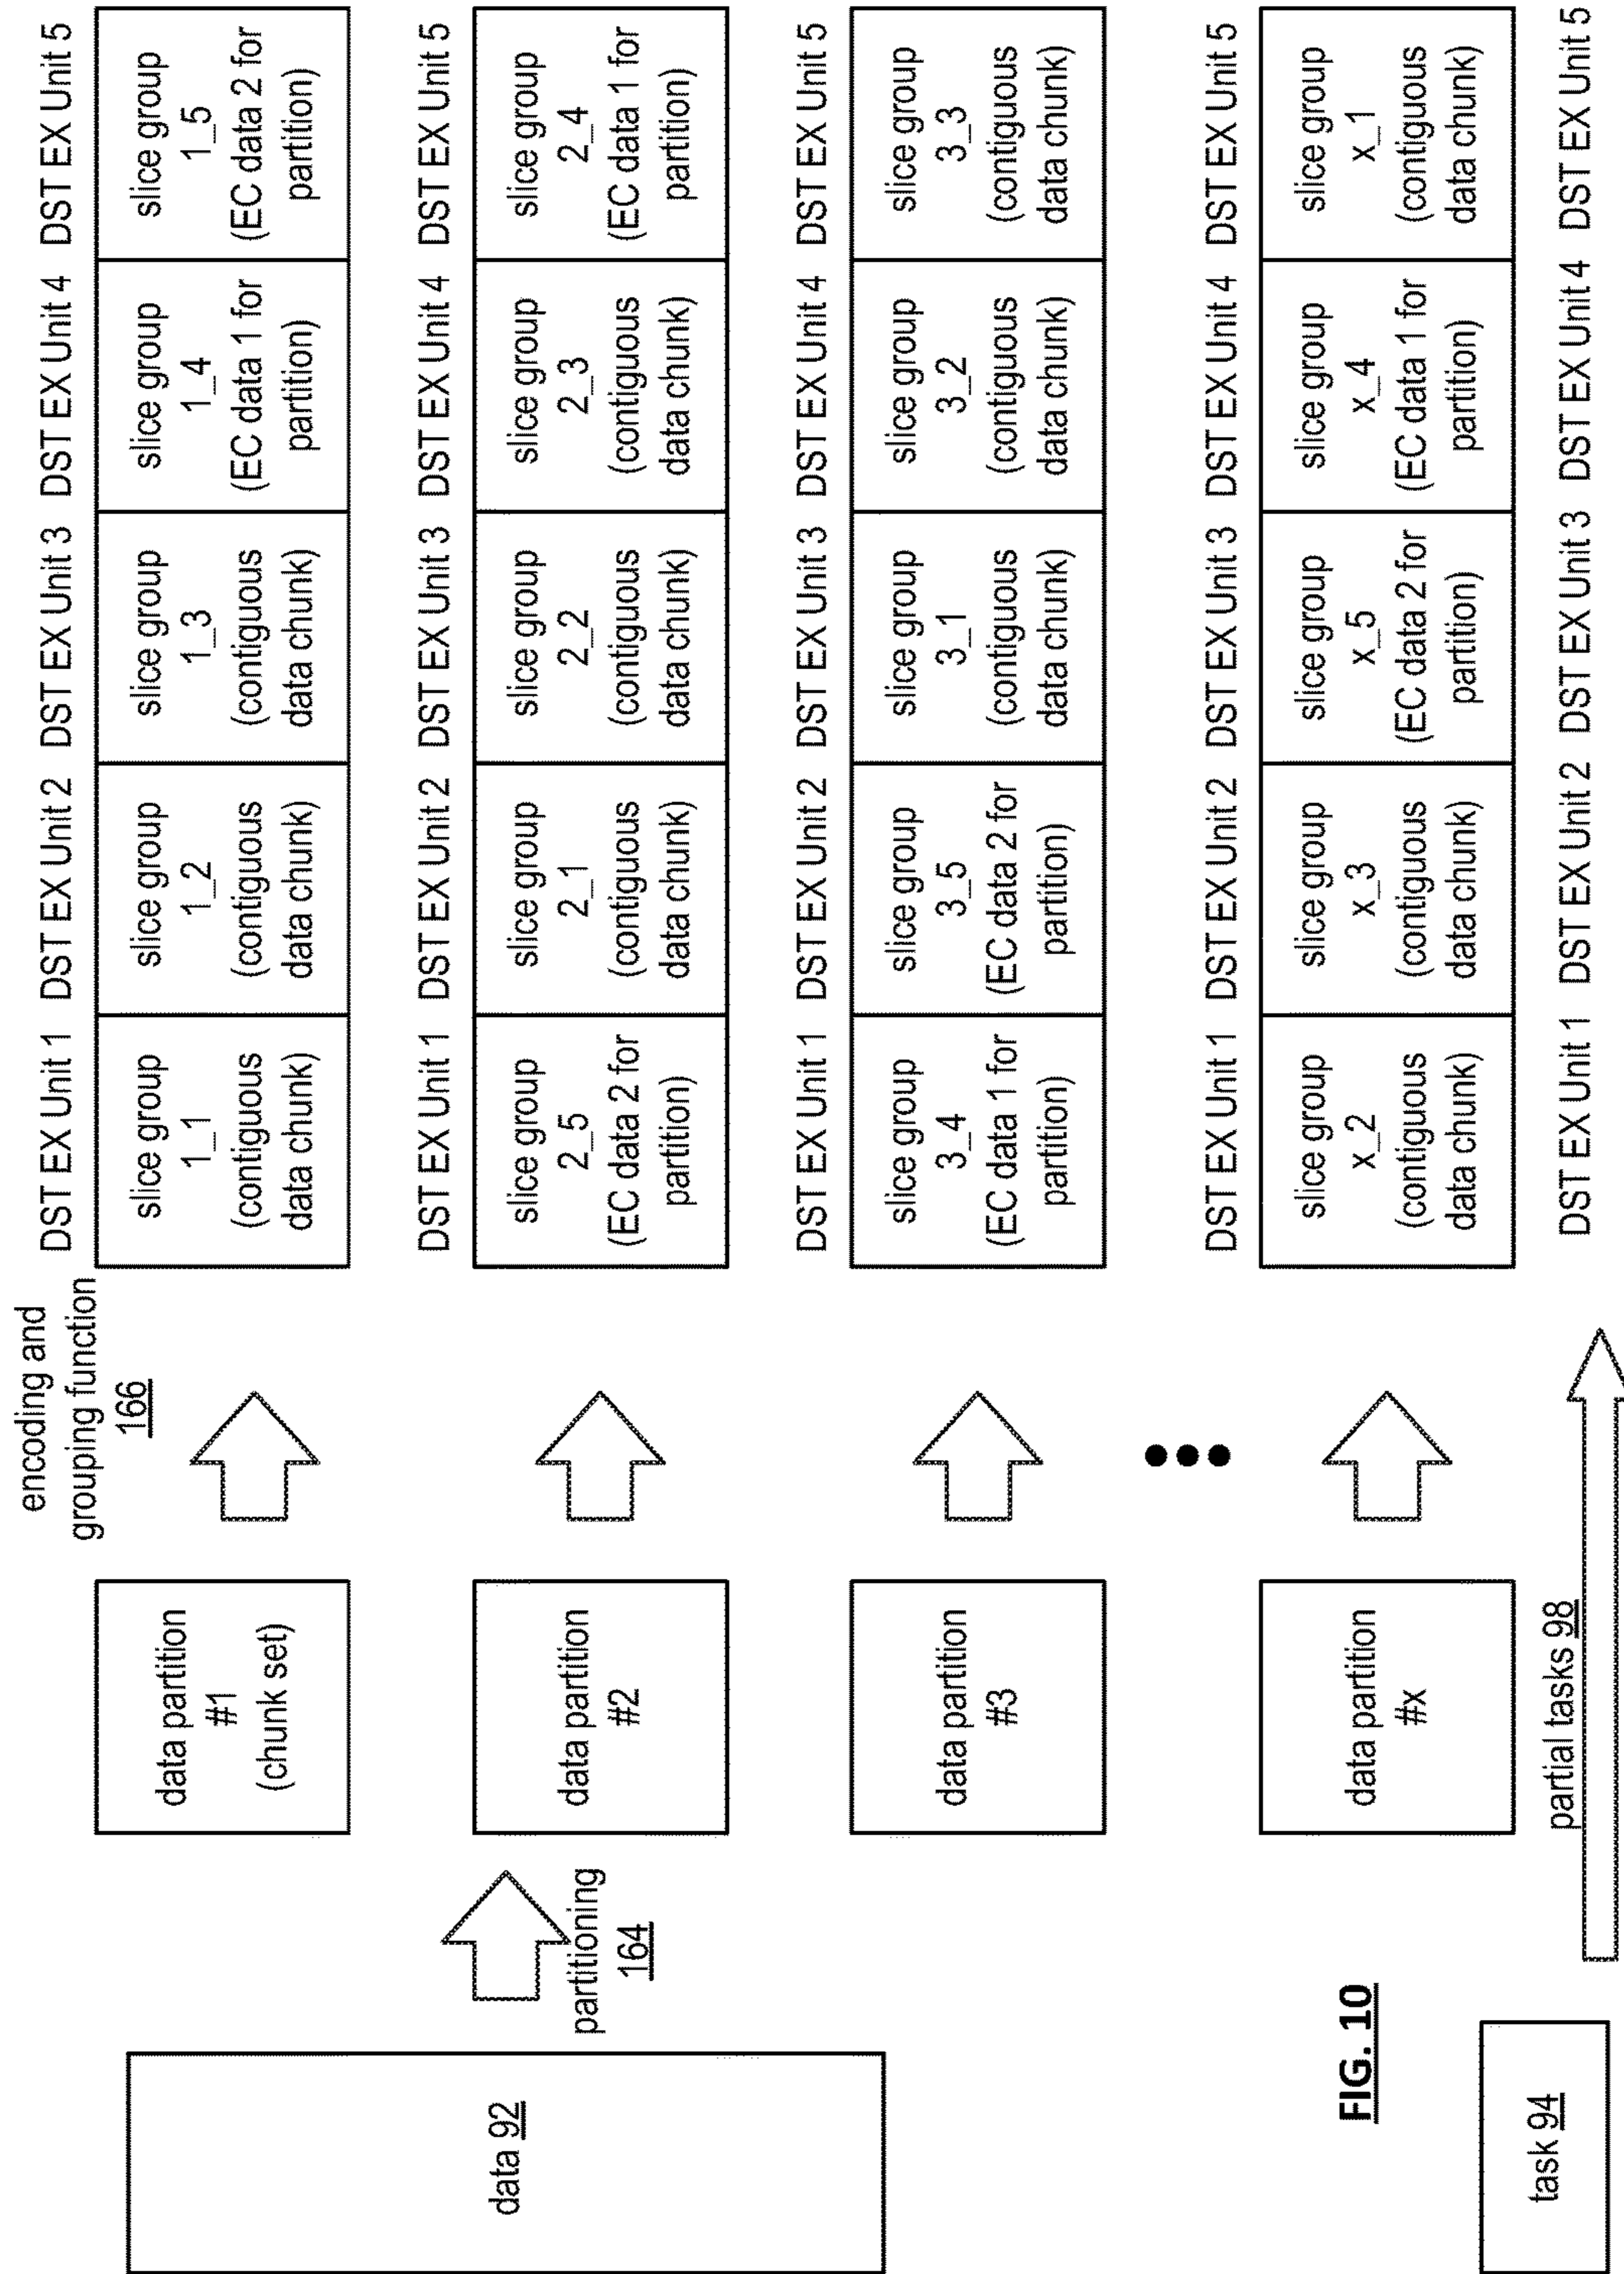 encoding and
grouping function
166
data 92
partitioning
164
data partition
#1
(chunk set)
DST EX Unit 1
DST EX Unit 2
DST EX Unit 3
DST EX Unit 4
DST EX Unit 5
slice group
1_1
(contiguous
data chunk)
slice group
1_2
(contiguous
data chunk)
slice group
1_3
(contiguous
data chunk)
slice group
1_4
(EC data 1 for
partition)
slice group
1_5
(EC data 2 for
partition)
data partition
#2
DST EX Unit 1
DST EX Unit 2
DST EX Unit 3
DST EX Unit 4
DST EX Unit 5
slice group
2_5
(EC data 2 for
partition)
slice group
2_1
(contiguous
data chunk)
slice group
2_2
(contiguous
data chunk)
slice group
2_3
(contiguous
data chunk)
slice group
2_4
(EC data 1 for
partition)
data partition
#3
DST EX Unit 1
DST EX Unit 2
DST EX Unit 3
DST EX Unit 4
DST EX Unit 5
slice group
3_4
(EC data 1 for
partition)
slice group
3_5
(EC data 2 for
partition)
slice group
3_1
(contiguous
data chunk)
slice group
3_2
(contiguous
data chunk)
slice group
3_3
(contiguous
data chunk)
data partition
#x
DST EX Unit 1
DST EX Unit 2
DST EX Unit 3
DST EX Unit 4
DST EX Unit 5
slice group
x_2
(contiguous
data chunk)
slice group
x_3
(contiguous
data chunk)
slice group
x_5
(EC data 2 for
partition)
slice group
x_4
(EC data 1 for
partition)
slice group
x_1
(contiguous
data chunk)
FIG. 10
task 94
partial tasks 98
DST EX Unit 1
DST EX Unit 2
DST EX Unit 3
DST EX Unit 4
DST EX Unit 5